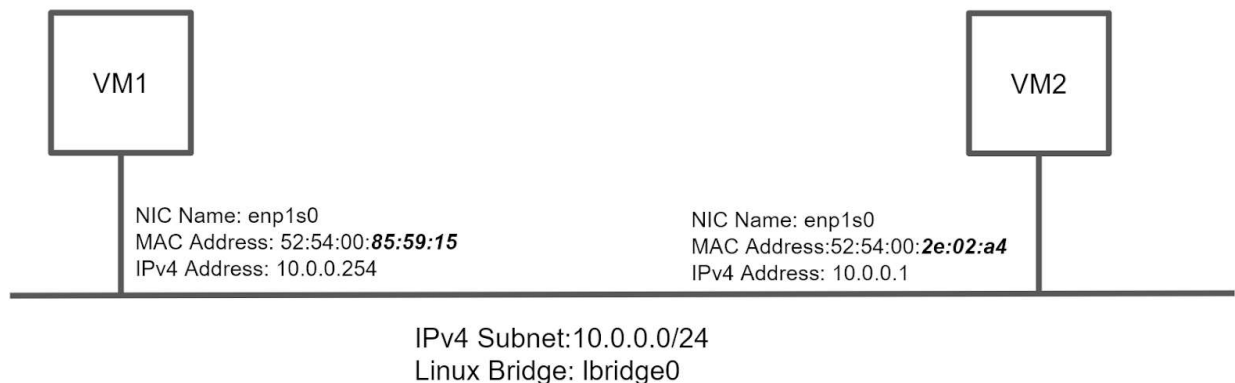 VM1
VM2
NIC Name: enp1s0
MAC Address: 52:54:00:85:59:15
IPv4 Address: 10.0.0.254
NIC Name: enp1s0
MAC Address:52:54:00:2e:02:a4
IPv4 Address: 10.0.0.1
IPv4 Subnet:10.0.0.0/24
Linux Bridge: lbridge0